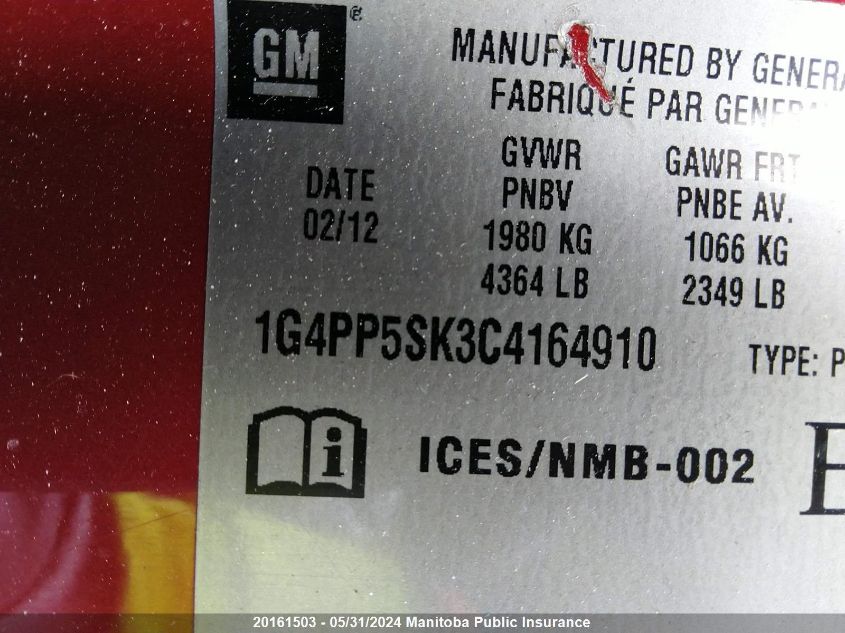 GM ®
MANUFACTURED BY GENERA
FABRIQUÉ PAR GENERA
DATE
02/12
GVWR
PNBV
1980 KG
4364 LB
GAWR FRT
PNBE AV.
1066 KG
2349 LB
1G4PP5SK3C4164910
TYPE: P
i
ICES/NMB-002
E
20161503 - 05/31/2024 Manitoba Public Insurance